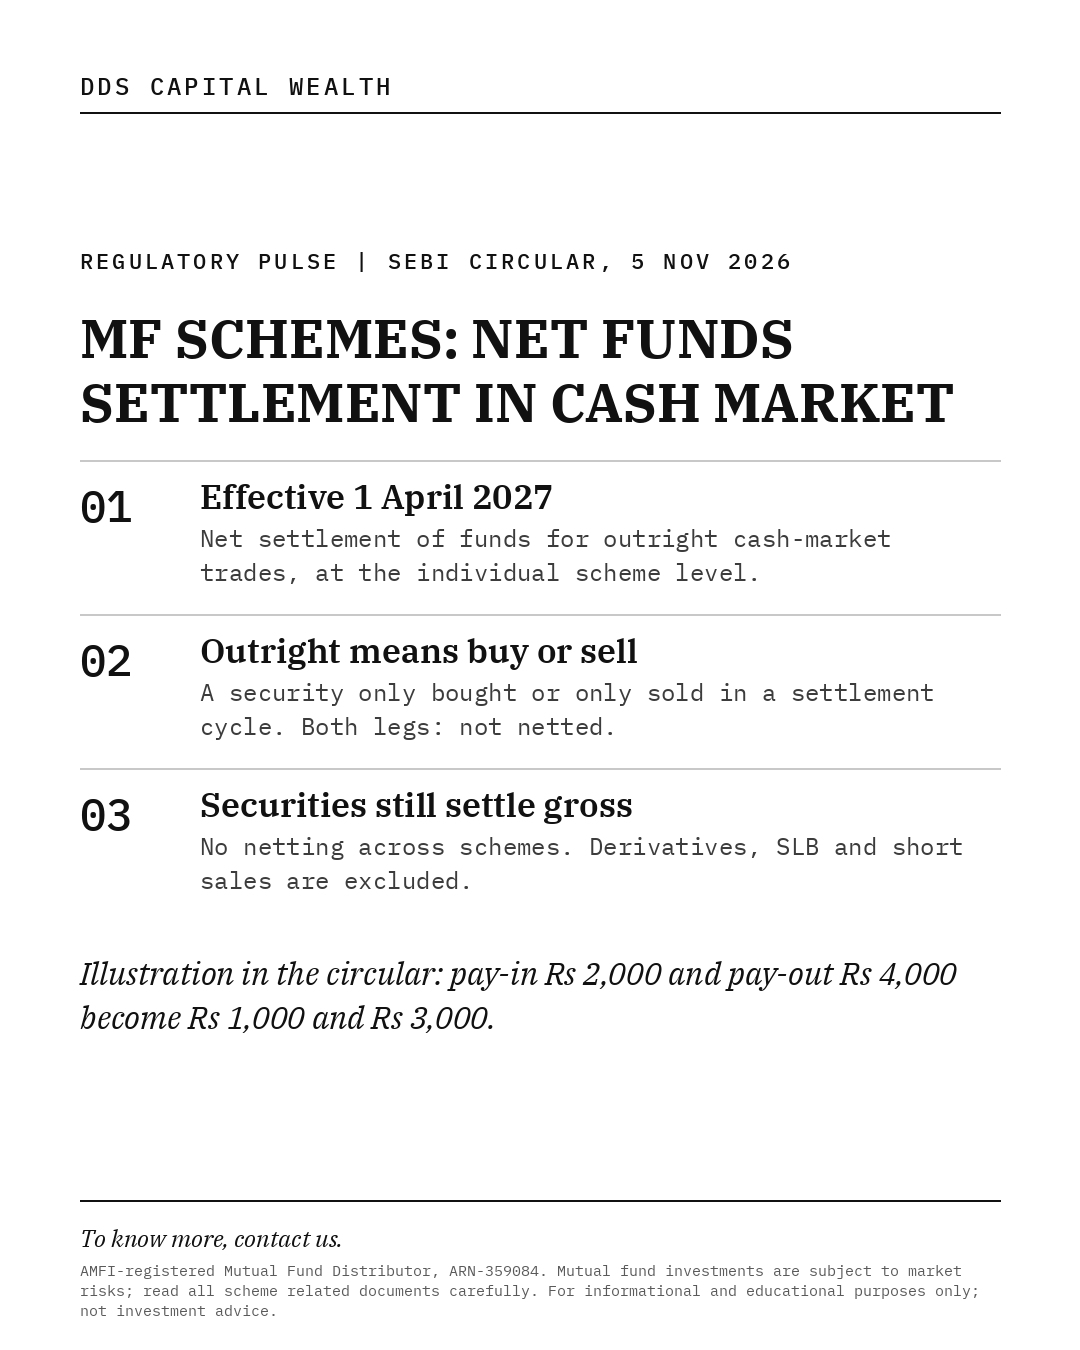 DDS CAPITAL WEALTH
REGULATORY PULSE | SEBI CIRCULAR, 5 NOV 2026
MF SCHEMES: NET FUNDS
SETTLEMENT IN CASH MARKET
01
Effective 1 April 2027
Net settlement of funds for outright cash-market
trades, at the individual scheme level.
02
Outright means buy or sell
A security only bought or only sold in a settlement
cycle. Both legs: not netted.
03
Securities still settle gross
No netting across schemes. Derivatives, SLB and short
sales are excluded.
Illustration in the circular: pay-in Rs 2,000 and pay-out Rs 4,000
become Rs 1,000 and Rs 3,000.
To know more, contact us.
AMFI-registered Mutual Fund Distributor, ARN-359084. Mutual fund investments are subject to market
risks; read all scheme related documents carefully. For informational and educational purposes only;
not investment advice.